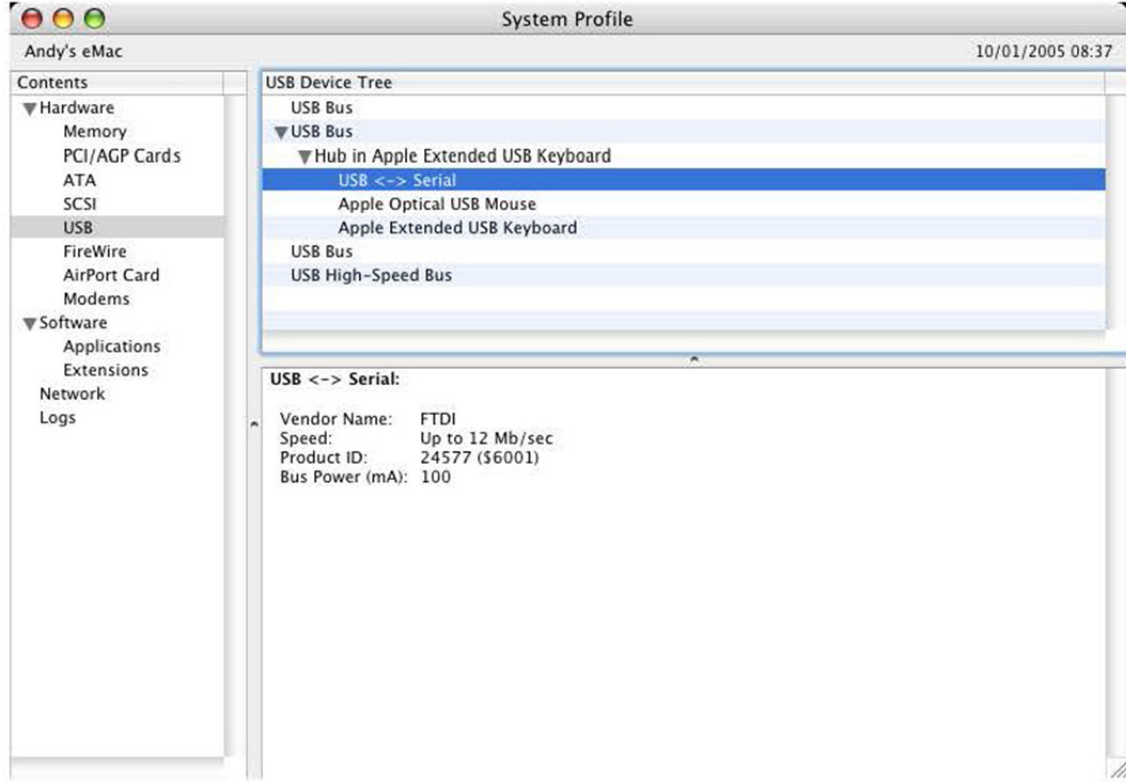 System Profile
Andy's eMac
10/01/2005 08:37
Contents
Hardware
Memory
PCI/AGP Cards
ATA
SCSI
USB
FireWire
AirPort Card
Modems
Software
Applications
Extensions
Network
Logs
USB Device Tree
USB Bus
USB Bus
Hub in Apple Extended USB Keyboard
USB <-> Serial
Apple Optical USB Mouse
Apple Extended USB Keyboard
USB Bus
USB High-Speed Bus
USB <-> Serial:
Vendor Name: FTDI
Speed: Up to 12 Mb/sec
Product ID: 24577 ($6001)
Bus Power (mA): 100